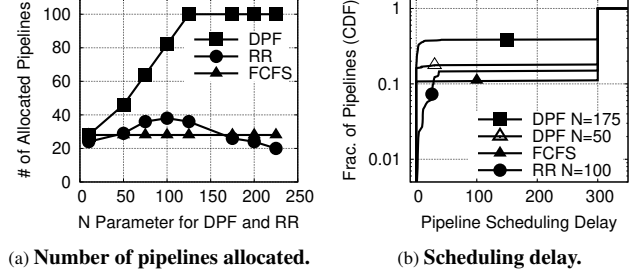 # of Allocated Pipelines
100
80
60
40
20
0
DPF
RR
FCFS
0 50 100 150 200 250
N Parameter for DPF and RR
(a) Number of pipelines allocated.
Frac. of Pipelines (CDF)
1
0.1
0.01
DPF N=175
DPF N=50
FCFS
RR N=100
0 100 200 300 400
Pipeline Scheduling Delay
(b) Scheduling delay.